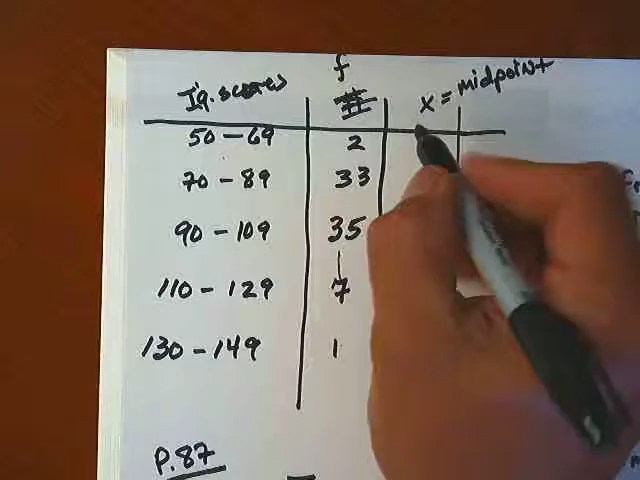 f
I.q. scores # x = midpoint
50 - 69 2
70 - 89 33
90 - 109 35
110 - 129 7
130 - 149 1
P.87